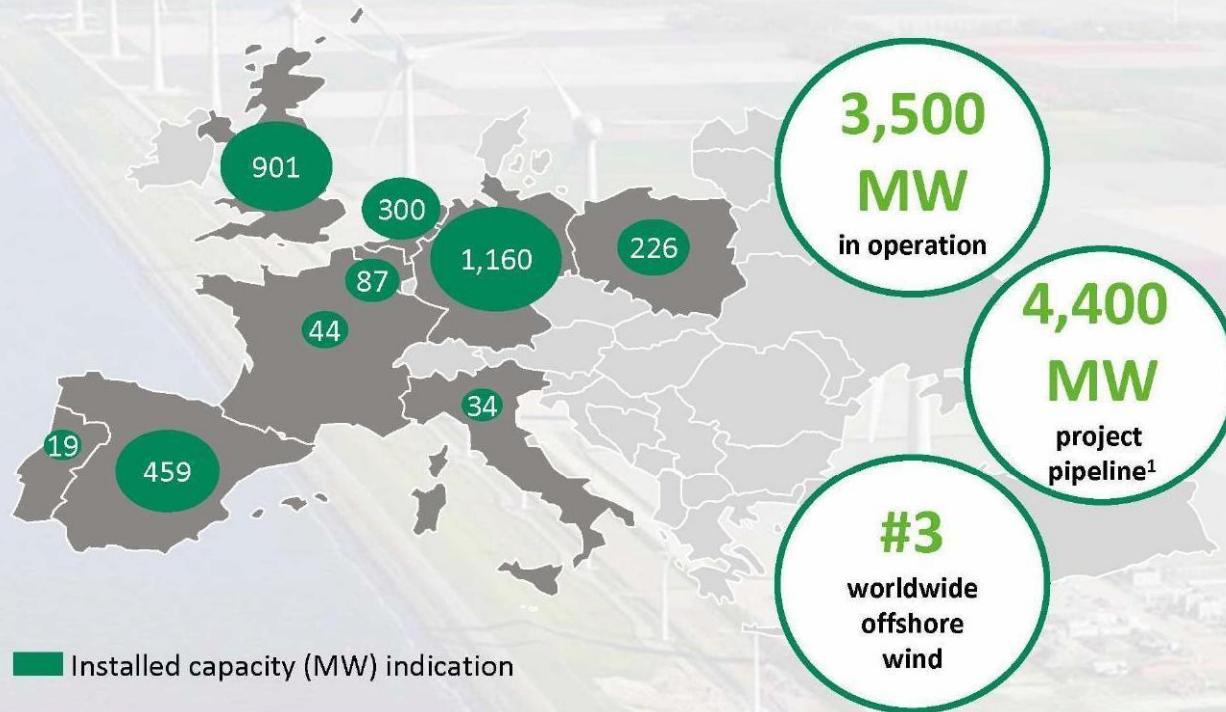 901
300
1,160
226
87
44
34
19
459
Installed capacity (MW) indication
3,500
MW
in operation
4,400
MW
project
pipeline¹
#3
worldwide
offshore
wind